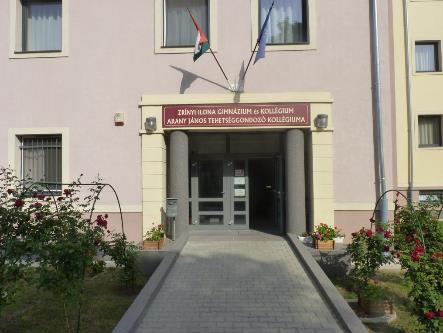 ZRÍNYI ILONA GIMNÁZIUM ÉS KOLLÉGIUM
ARANY JÁNOS TEHETSÉGGONDOZÓ KOLLÉGIUMA